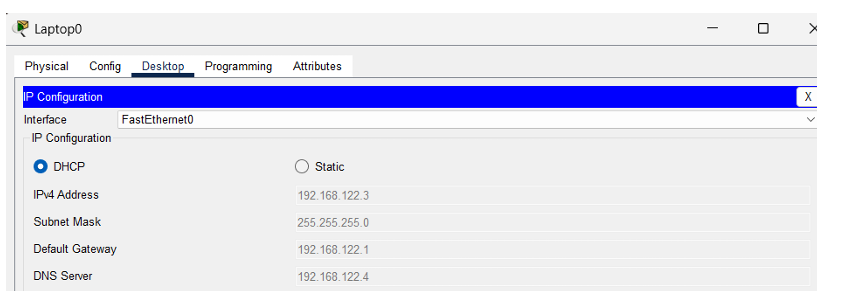 Laptop0
Physical Config Desktop Programming Attributes
IP Configuration X
Interface FastEthernet0
IP Configuration
DHCP Static
IPv4 Address 192.168.122.3
Subnet Mask 255.255.255.0
Default Gateway 192.168.122.1
DNS Server 192.168.122.4